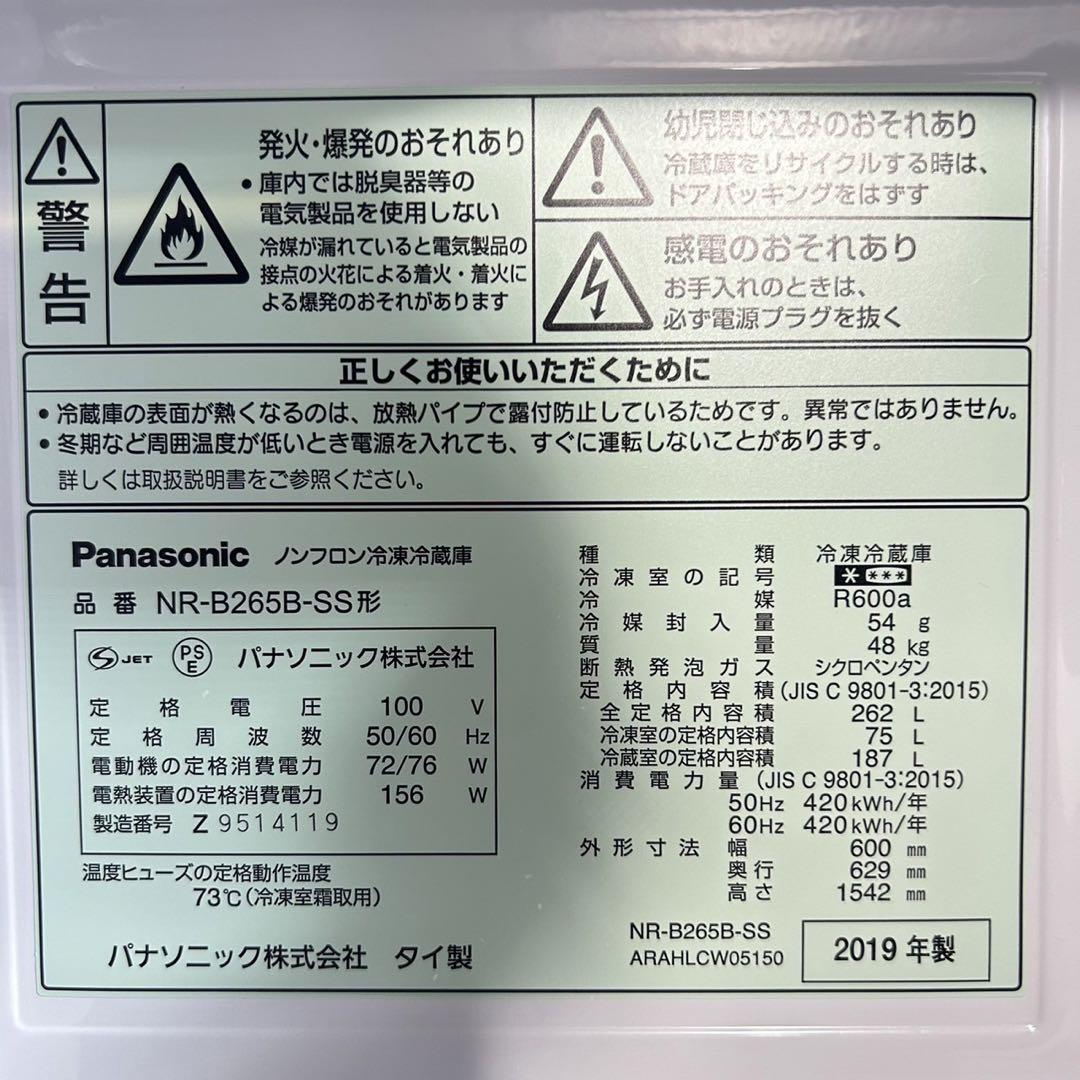 警告
発火・爆発のおそれあり
• 庫内では脱臭器等の
電気製品を使用しない
冷媒が漏れていると電気製品の
接点の火花による着火・着火に
よる爆発のおそれがあります
幼児閉じ込みのおそれあり
冷蔵庫をリサイクルする時は、
ドアパッキングをはずす
感電のおそれあり
お手入れのときは、
必ず電源プラグを抜く
正しくお使いいただくために
• 冷蔵庫の表面が熱くなるのは、放熱パイプで露付防止しているためです。異常ではありません。
• 冬期など周囲温度が低いとき電源を入れても、すぐに運転しないことがあります。
詳しくは取扱説明書をご参照ください。
Panasonic ノンフロン冷凍冷蔵庫
品番 NR-B265B-SS形
S JET PSE パナソニック株式会社
定格電圧 100 V
定格周波数 50/60 Hz
電動機の定格消費電力 72/76 W
電熱装置の定格消費電力 156 W
製造番号 Z 9514119
温度ヒューズの定格動作温度
73℃(冷凍室霜取用)
パナソニック株式会社 タイ製
種類 冷凍冷蔵庫
冷凍室の記号 * ***
冷媒 R600a
冷媒封入量 54 g
質量 48 kg
断熱発泡ガス シクロペンタン
定格内容積 (JIS C 9801-3:2015)
全定格内容積 262 L
冷凍室の定格内容積 75 L
冷蔵室の定格内容積 187 L
消費電力量 (JIS C 9801-3:2015)
50Hz 420kWh/年
60Hz 420kWh/年
外形寸法 幅 600 mm
奥行 629 mm
高さ 1542 mm
NR-B265B-SS
ARAHLCW05150
2019年製